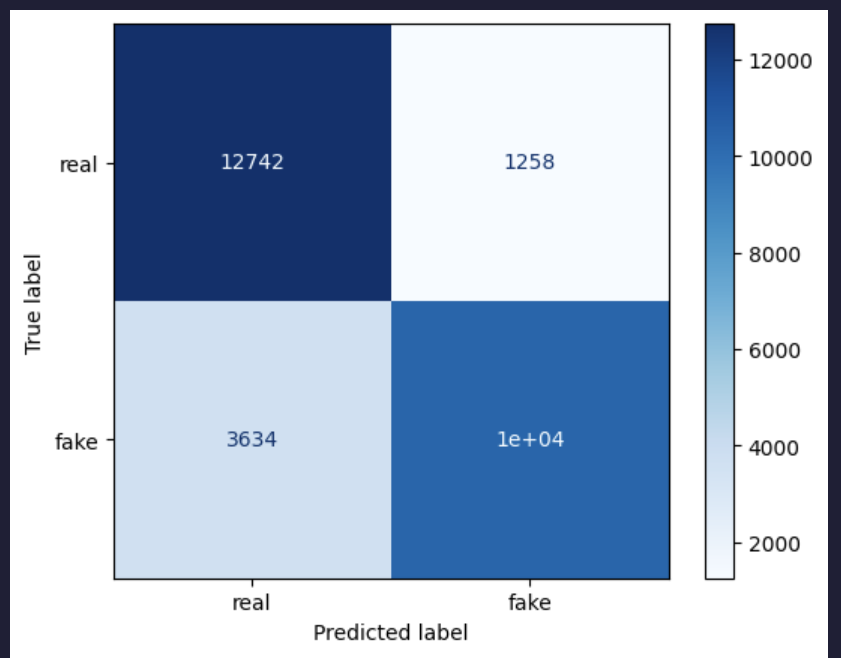 12000
12742
1258
real
10000
8000
True label
6000
3634
1e+04
fake
4000
2000
real
fake
Predicted label